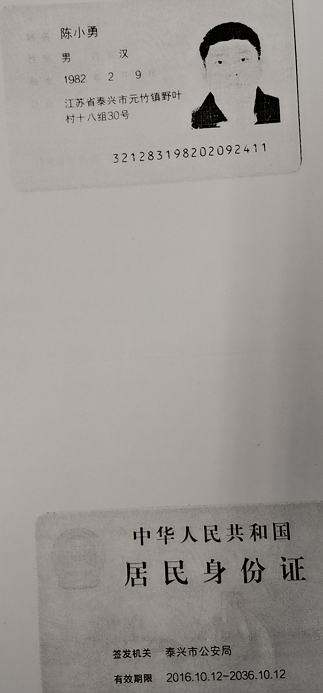 陈小勇
男 汉
1982 2 9
江苏省泰兴市元竹镇野叶
村十八组30号
321283198202092411
中华人民共和国
居民身份证
签发机关 泰兴市公安局
有效期限 2016.10.12-2036.10.12